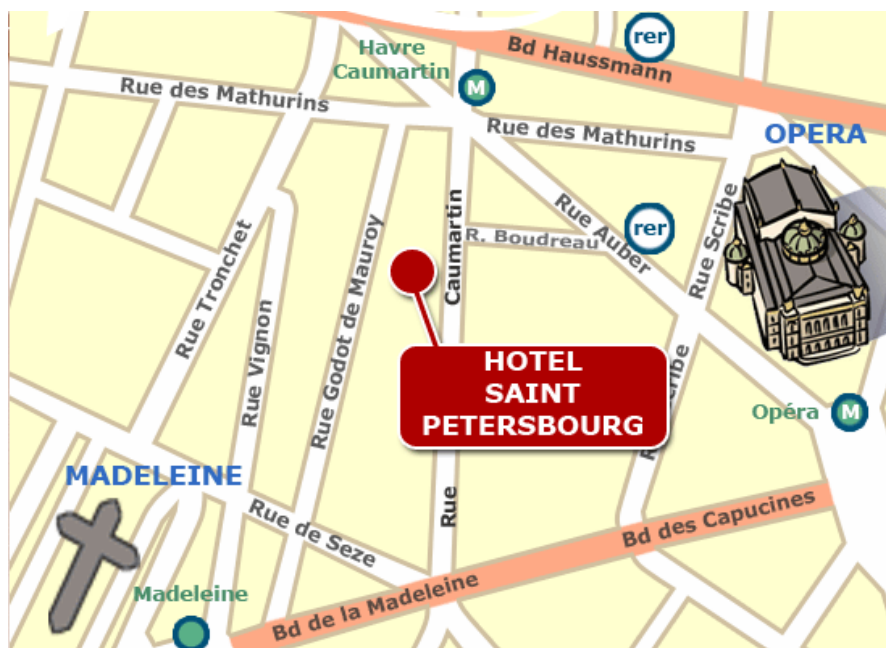 rer
Bd Haussmann
Havre
Caumartin
M
Rue des Mathurins
Rue des Mathurins
OPERA
Rue Tronchet
Rue Vignon
Rue Godot de Mauroy
Caumartin
R. Boudreau
Rue Auber
rer
Rue Scribe
HOTEL
SAINT
PETERSBOURG
Opéra
M
MADELEINE
Rue de Seze
Rue
Bd des Capucines
Madeleine
Bd de la Madeleine